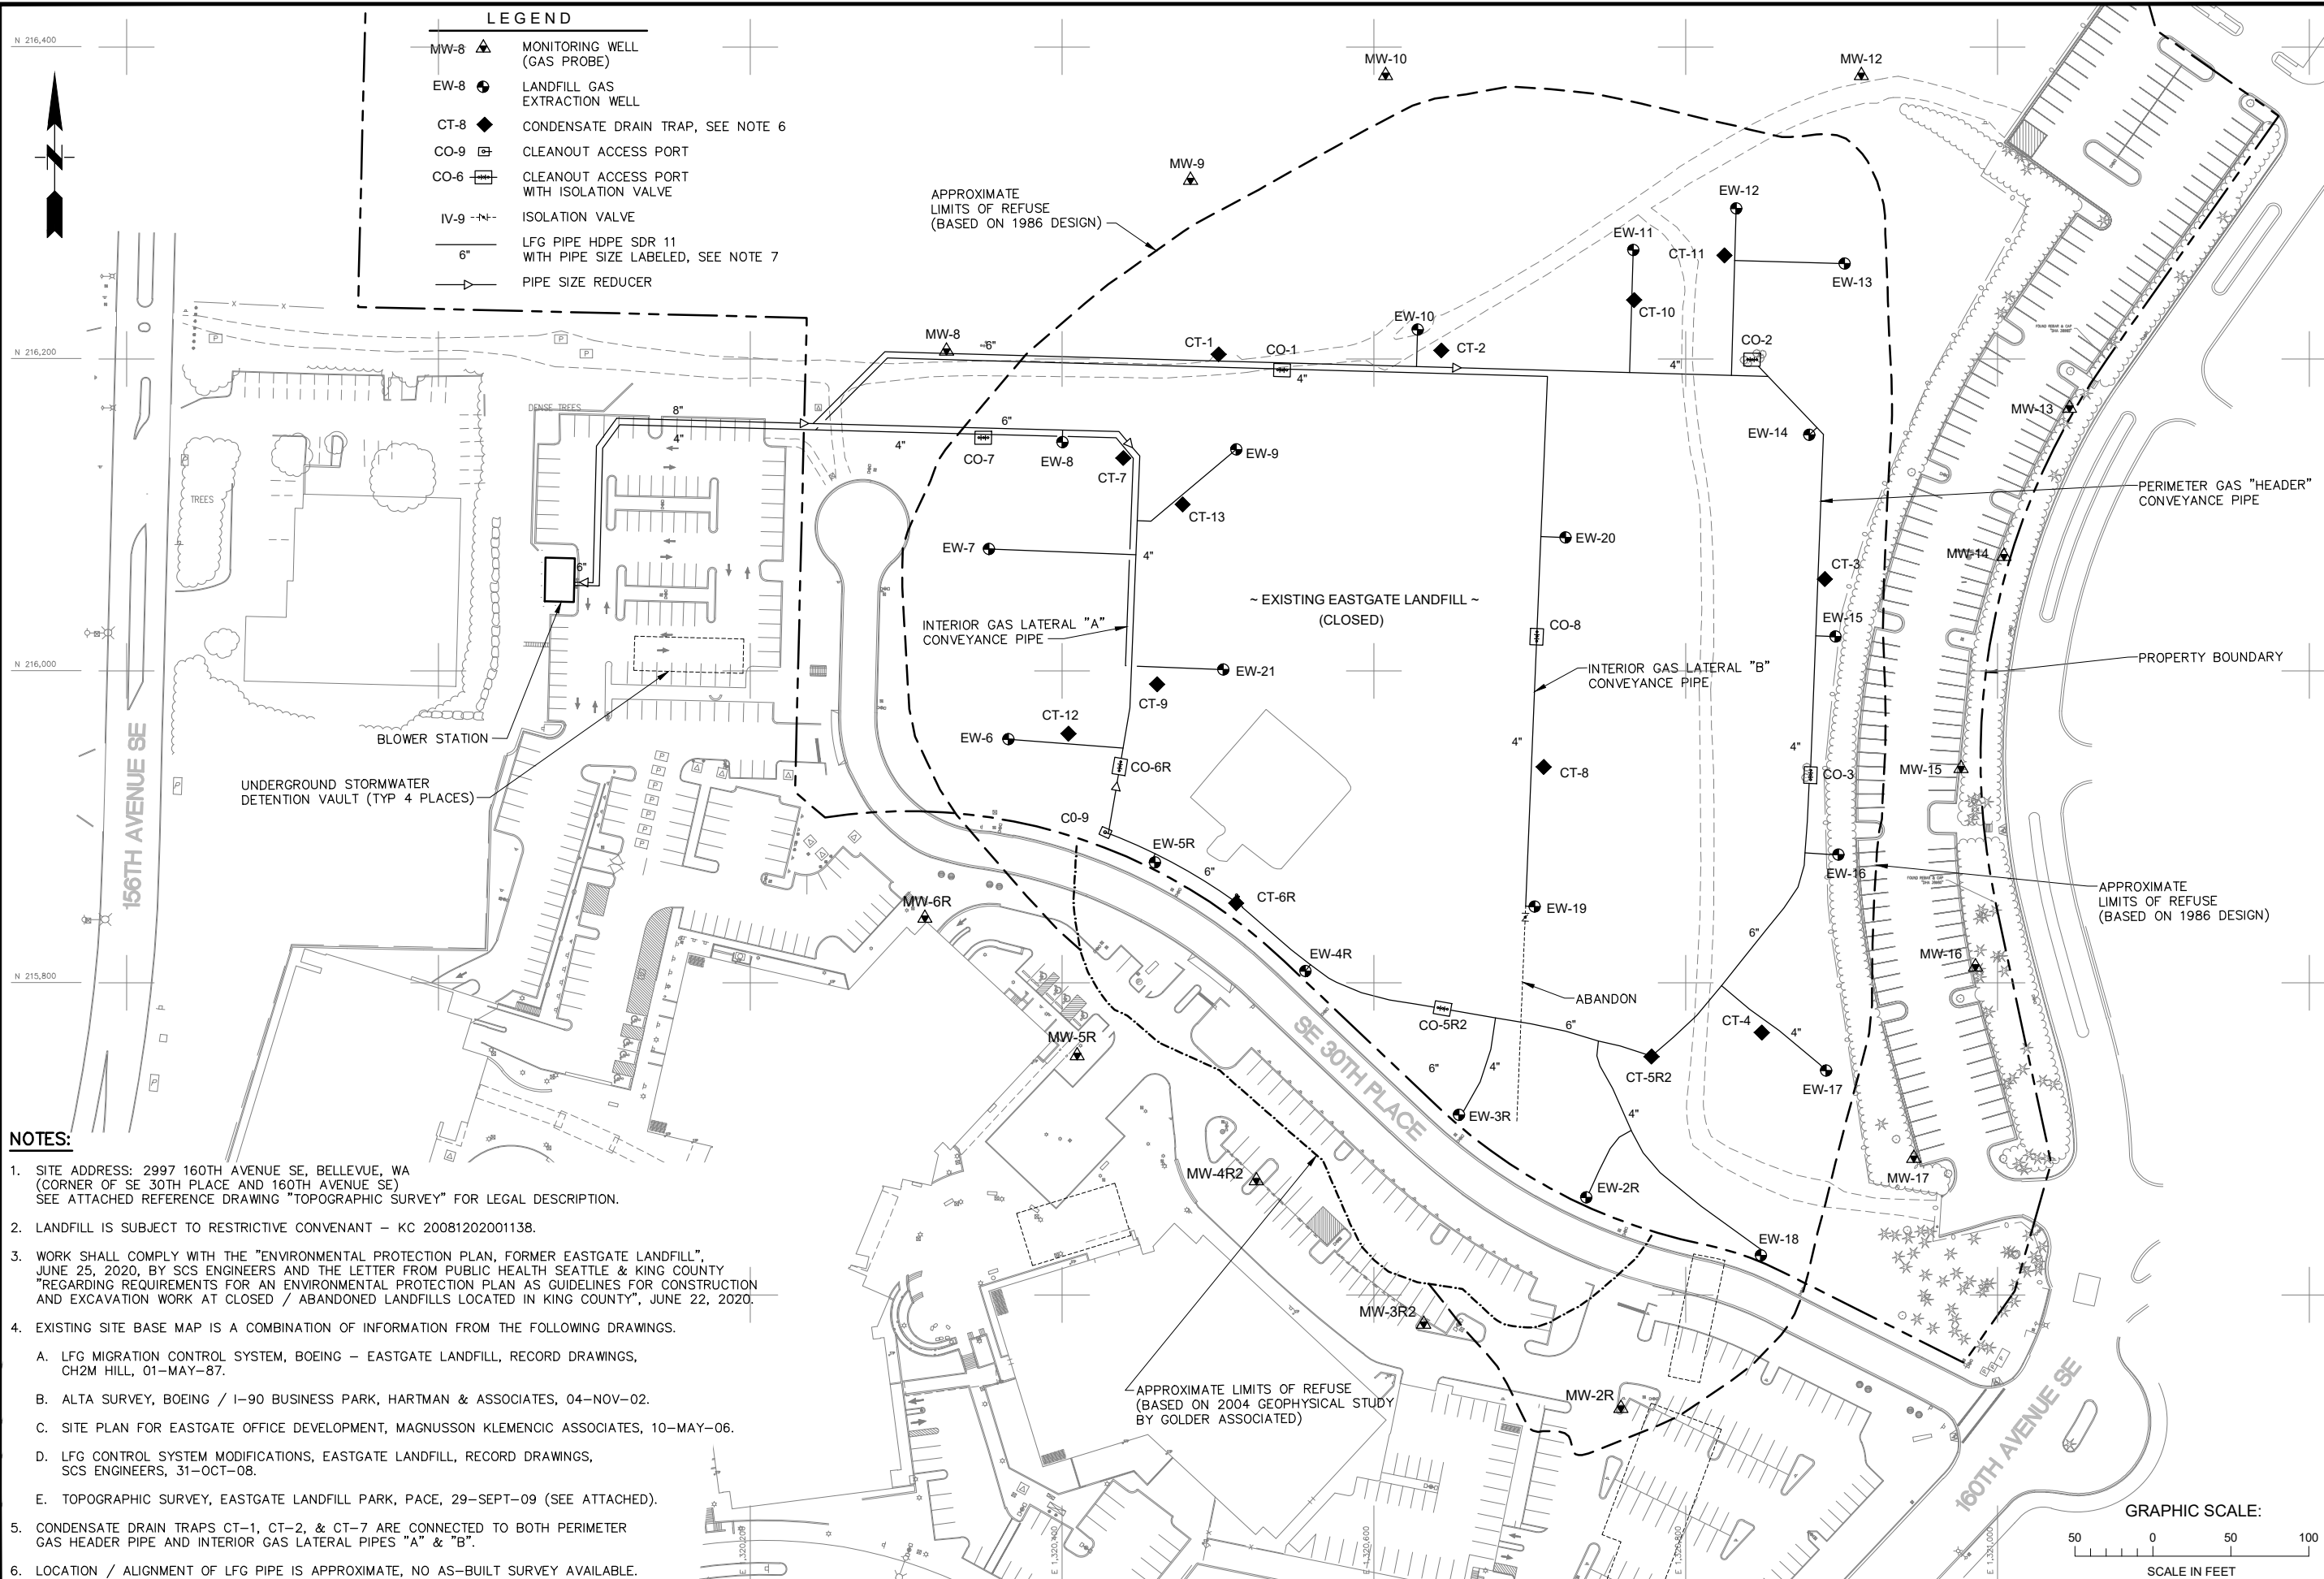 LEGEND
MW-8 MONITORING WELL
(GAS PROBE)
EW-8 LANDFILL GAS
EXTRACTION WELL
CT-8 CONDENSATE DRAIN TRAP, SEE NOTE 6
CO-9 CLEANOUT ACCESS PORT
CO-6 CLEANOUT ACCESS PORT
WITH ISOLATION VALVE
IV-9 ISOLATION VALVE
LFG PIPE HDPE SDR 11
6" WITH PIPE SIZE LABELED, SEE NOTE 7
PIPE SIZE REDUCER
N 216,400
N
N 216,200
N 216,000
N 215,800
MW-10
MW-12
MW-9
APPROXIMATE
LIMITS OF REFUSE
(BASED ON 1986 DESIGN)
EW-12
EW-11
CT-11
EW-13
CT-10
EW-10
MW-8
6"
CT-1
CO-1
4"
CT-2
CO-2
4"
MW-13
DENSE TREES
8"
4"
6"
4"
CO-7
EW-8
CT-7
EW-9
EW-14
TREES
CT-13
PERIMETER GAS "HEADER"
CONVEYANCE PIPE
EW-7
4"
EW-20
MW-14
6"
CT-3
~ EXISTING EASTGATE LANDFILL ~
(CLOSED)
INTERIOR GAS LATERAL "A"
CONVEYANCE PIPE
CO-8
EW-15
EW-21
INTERIOR GAS LATERAL "B"
CONVEYANCE PIPE
PROPERTY BOUNDARY
CT-9
CT-12
EW-6
BLOWER STATION
4"
4"
CO-6R
CT-8
CO-3
MW-15
UNDERGROUND STORMWATER
DETENTION VAULT (TYP 4 PLACES)
156TH AVENUE SE
C0-9
EW-5R
6"
EW-16
APPROXIMATE
LIMITS OF REFUSE
(BASED ON 1986 DESIGN)
MW-6R
CT-6R
EW-19
6"
EW-4R
MW-16
ABANDON
CO-5R2
6"
CT-4
4"
MW-5R
SE 30TH PLACE
6"
4"
CT-5R2
EW-17
EW-3R
4"
MW-4R2
EW-2R
MW-17
EW-18
MW-3R2
APPROXIMATE LIMITS OF REFUSE
(BASED ON 2004 GEOPHYSICAL STUDY
BY GOLDER ASSOCIATED)
MW-2R
160TH AVENUE SE
NOTES:
1. SITE ADDRESS: 2997 160TH AVENUE SE, BELLEVUE, WA
(CORNER OF SE 30TH PLACE AND 160TH AVENUE SE)
SEE ATTACHED REFERENCE DRAWING "TOPOGRAPHIC SURVEY" FOR LEGAL DESCRIPTION.
2. LANDFILL IS SUBJECT TO RESTRICTIVE CONVENANT – KC 20081202001138.
3. WORK SHALL COMPLY WITH THE "ENVIRONMENTAL PROTECTION PLAN, FORMER EASTGATE LANDFILL",
JUNE 25, 2020, BY SCS ENGINEERS AND THE LETTER FROM PUBLIC HEALTH SEATTLE & KING COUNTY
"REGARDING REQUIREMENTS FOR AN ENVIRONMENTAL PROTECTION PLAN AS GUIDELINES FOR CONSTRUCTION
AND EXCAVATION WORK AT CLOSED / ABANDONED LANDFILLS LOCATED IN KING COUNTY", JUNE 22, 2020.
4. EXISTING SITE BASE MAP IS A COMBINATION OF INFORMATION FROM THE FOLLOWING DRAWINGS.
A. LFG MIGRATION CONTROL SYSTEM, BOEING – EASTGATE LANDFILL, RECORD DRAWINGS,
CH2M HILL, 01–MAY–87.
B. ALTA SURVEY, BOEING / I–90 BUSINESS PARK, HARTMAN & ASSOCIATES, 04–NOV–02.
C. SITE PLAN FOR EASTGATE OFFICE DEVELOPMENT, MAGNUSSON KLEMENCIC ASSOCIATES, 10–MAY–06.
D. LFG CONTROL SYSTEM MODIFICATIONS, EASTGATE LANDFILL, RECORD DRAWINGS,
SCS ENGINEERS, 31–OCT–08.
E. TOPOGRAPHIC SURVEY, EASTGATE LANDFILL PARK, PACE, 29–SEPT–09 (SEE ATTACHED).
5. CONDENSATE DRAIN TRAPS CT–1, CT–2, & CT–7 ARE CONNECTED TO BOTH PERIMETER
GAS HEADER PIPE AND INTERIOR GAS LATERAL PIPES "A" & "B".
6. LOCATION / ALIGNMENT OF LFG PIPE IS APPROXIMATE, NO AS–BUILT SURVEY AVAILABLE.
E 1,320,200
E 1,320,400
E 1,320,600
E 1,320,800
E 1,321,000
GRAPHIC SCALE:
50 0 50 100
SCALE IN FEET